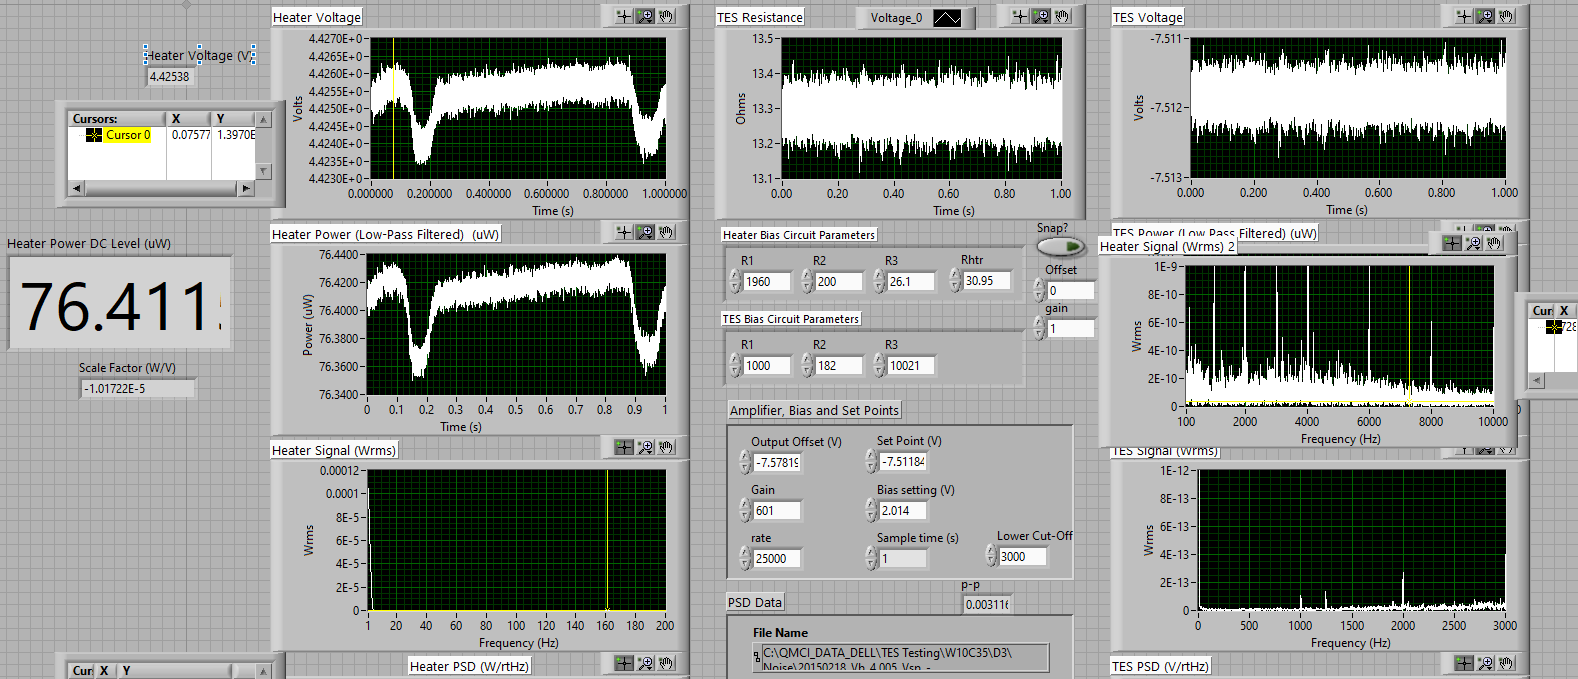 Heater Voltage
4.4270E+0
4.4265E+0
4.4260E+0
4.4255E+0
4.4250E+0
4.4245E+0
4.4240E+0
4.4235E+0
4.4230E+0
Volts
0.000000 0.200000 0.400000 0.600000 0.800000 1.000000
Time (s)
Heater Voltage (V)
4.42538
Cursors: X Y
Cursor 0 0.07577 1.3970E
Heater Power DC Level (uW)
76.411
Scale Factor (W/V)
-1.01722E-5
Heater Power (Low-Pass Filtered) (uW)
76.4400
76.4200
76.4000
76.3800
76.3600
76.3400
Power (uW)
0 0.1 0.2 0.3 0.4 0.5 0.6 0.7 0.8 0.9 1
Time (s)
Heater Signal (Wrms)
0.00012
0.0001
8E-5
6E-5
4E-5
2E-5
0
Wrms
1 20 40 60 80 100 120 140 160 180 200
Frequency (Hz)
Cur X Y
Heater PSD (W/rtHz)
TES Resistance
Voltage_0
13.5
13.4
13.3
13.2
13.1
Ohms
0.00 0.20 0.40 0.60 0.80 1.00
Time (s)
Heater Bias Circuit Parameters
R1 R2 R3 Rhtr
1960 200 26.1 30.95
Snap?
Offset
0
gain
1
TES Bias Circuit Parameters
R1 R2 R3
1000 182 10021
Amplifier, Bias and Set Points
Output Offset (V) Set Point (V)
-7.57819 -7.51184
Gain Bias setting (V)
601 2.014
rate Sample time (s) Lower Cut-Off
25000 1 3000
p-p
0.003116
PSD Data
File Name
C:\QMCI_DATA_DELL\TES Testing\W10C35\D3\
Noise\20150218_Vb_4.005_Vsp_-
TES Voltage
-7.511
-7.512
-7.513
Volts
0.000 0.200 0.400 0.600 0.800 1.000
Time (s)
TES Power (Low Pass Filtered) (uW)
Heater Signal (Wrms) 2
1E-9
8E-10
6E-10
4E-10
2E-10
0
Wrms
100 2000 4000 6000 8000 10000
Frequency (Hz)
Cur X
728
TES Signal (Wrms)
1E-12
8E-13
6E-13
4E-13
2E-13
0
Wrms
0 500 1000 1500 2000 2500 3000
Frequency (Hz)
TES PSD (V/rtHz)